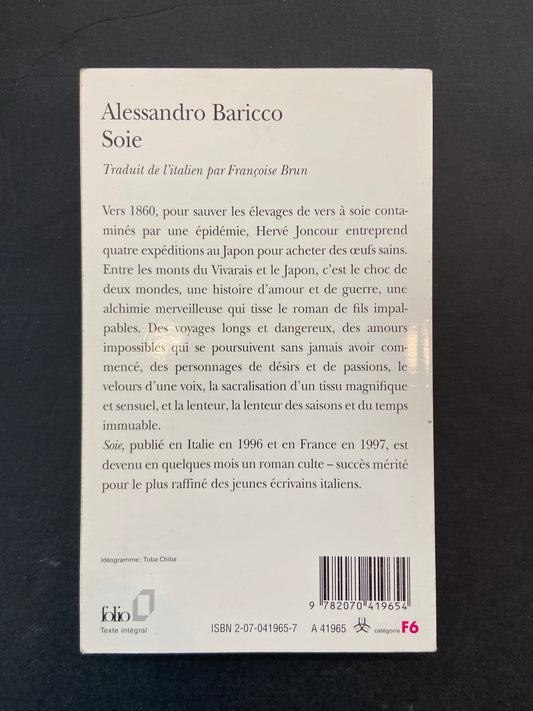 Alessandro Baricco
Soie
Traduit de l'italien par Françoise Brun
Vers 1860, pour sauver les élevages de vers à soie conta-
minés par une épidémie, Hervé Joncour entreprend
quatre expéditions au Japon pour acheter des œufs sains.
Entre les monts du Vivarais et le Japon, c'est le choc de
deux mondes, une histoire d'amour et de guerre, une
alchimie merveilleuse qui tisse le roman de fils impal-
pables. Des voyages longs et dangereux, des amours
impossibles qui se poursuivent sans jamais avoir com-
mencé, des personnages de désirs et de passions, le
velours d'une voix, la sacralisation d'un tissu magnifique
et sensuel, et la lenteur, la lenteur des saisons et du temps
immuable.
Soie, publié en Italie en 1996 et en France en 1997, est
devenu en quelques mois un roman culte – succès mérité
pour le plus raffiné des jeunes écrivains italiens.
Idéogramme : Toba Chiba
9 782070 419654
folio
Texte intégral
ISBN 2-07-041965-7 A 41965 catégorie F6